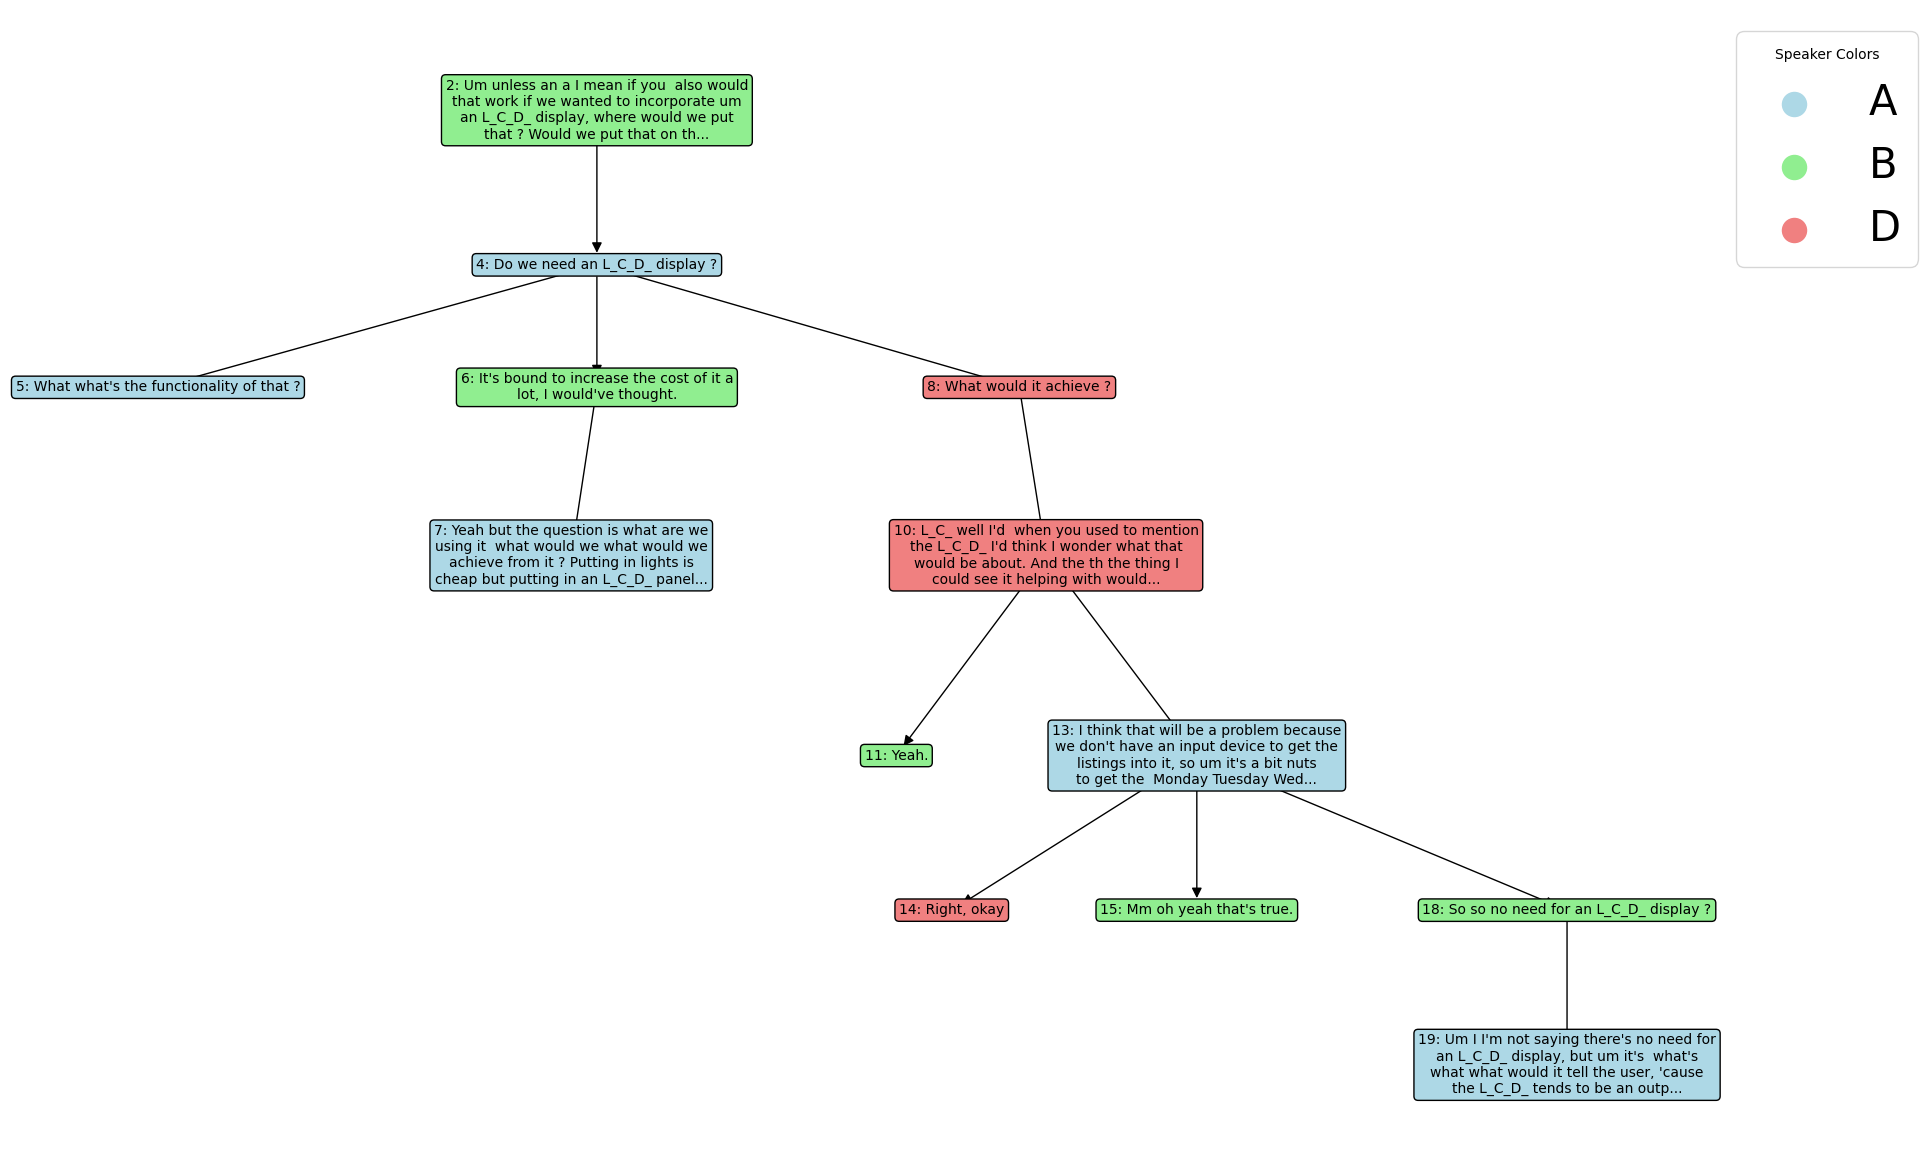 Speaker Colors
A
B
D
2: Um unless an a I mean if you  also would
that work if we wanted to incorporate um
an L_C_D_ display, where would we put
that ? Would we put that on th...
4: Do we need an L_C_D_ display ?
5: What what's the functionality of that ?
6: It's bound to increase the cost of it a
lot, I would've thought.
8: What would it achieve ?
7: Yeah but the question is what are we
using it  what would we what would we
achieve from it ? Putting in lights is
cheap but putting in an L_C_D_ panel...
10: L_C_ well I'd  when you used to mention
the L_C_D_ I'd think I wonder what that
would be about. And the th the thing I
could see it helping with would...
11: Yeah.
13: I think that will be a problem because
we don't have an input device to get the
listings into it, so um it's a bit nuts
to get the  Monday Tuesday Wed...
14: Right, okay
15: Mm oh yeah that's true.
18: So so no need for an L_C_D_ display ?
19: Um I I'm not saying there's no need for
an L_C_D_ display, but um it's  what's
what what would it tell the user, 'cause
the L_C_D_ tends to be an outp...